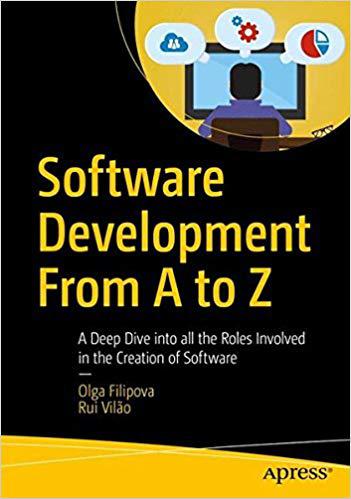 Software
Development
From A to Z
A Deep Dive into all the Roles Involved
in the Creation of Software
—
Olga Filipova
Rui Vilão
Apress®